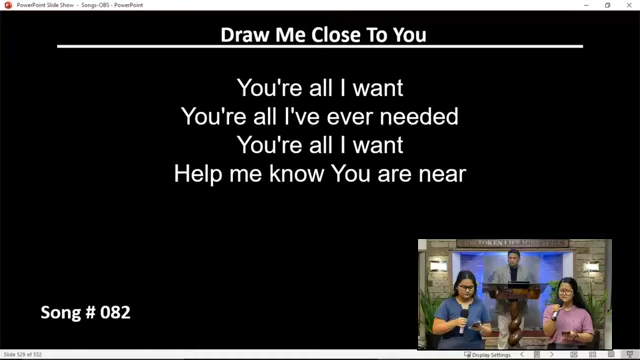 PowerPoint Slide Show - Songs-OBS - PowerPoint
Draw Me Close To You
You're all I want
You're all I've ever needed
You're all I want
Help me know You are near
Song # 082
Slide 529 of 532
Display Settings